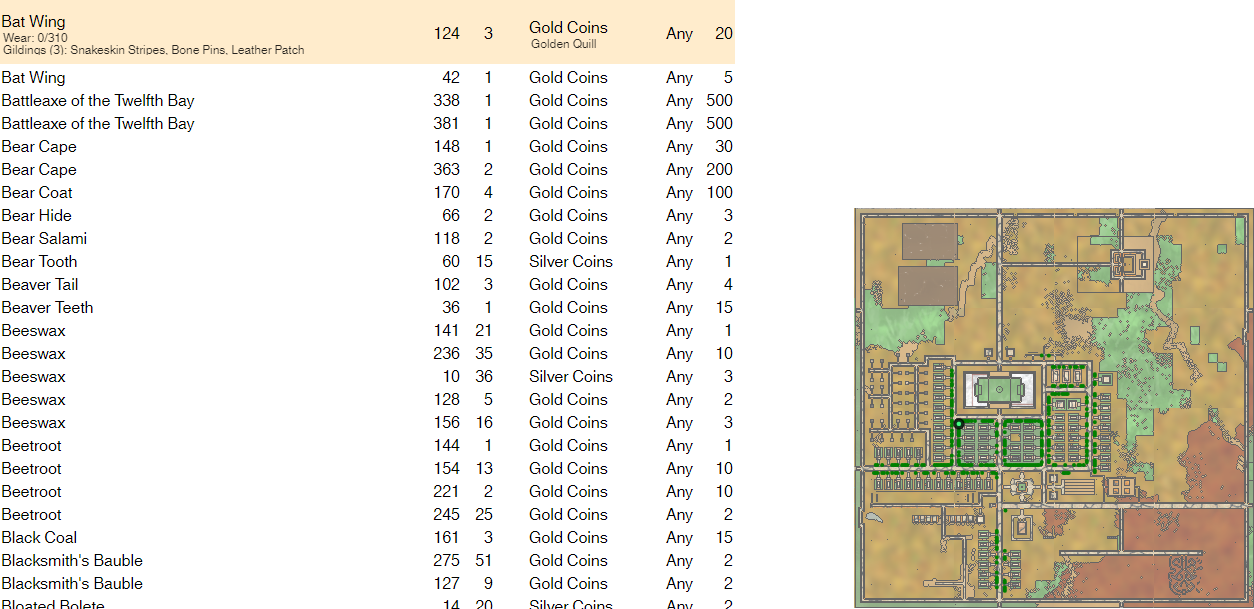 Bat Wing 124 3 Gold Coins Any 20
Wear: 0/310 Golden Quill
Gildings (3): Snakeskin Stripes, Bone Pins, Leather Patch
Bat Wing 42 1 Gold Coins Any 5
Battleaxe of the Twelfth Bay 338 1 Gold Coins Any 500
Battleaxe of the Twelfth Bay 381 1 Gold Coins Any 500
Bear Cape 148 1 Gold Coins Any 30
Bear Cape 363 2 Gold Coins Any 200
Bear Coat 170 4 Gold Coins Any 100
Bear Hide 66 2 Gold Coins Any 3
Bear Salami 118 2 Gold Coins Any 2
Bear Tooth 60 15 Silver Coins Any 1
Beaver Tail 102 3 Gold Coins Any 4
Beaver Teeth 36 1 Gold Coins Any 15
Beeswax 141 21 Gold Coins Any 1
Beeswax 236 35 Gold Coins Any 10
Beeswax 10 36 Silver Coins Any 3
Beeswax 128 5 Gold Coins Any 2
Beeswax 156 16 Gold Coins Any 3
Beetroot 144 1 Gold Coins Any 1
Beetroot 154 13 Gold Coins Any 10
Beetroot 221 2 Gold Coins Any 10
Beetroot 245 25 Gold Coins Any 2
Black Coal 161 3 Gold Coins Any 15
Blacksmith's Bauble 275 51 Gold Coins Any 2
Blacksmith's Bauble 127 9 Gold Coins Any 2
Bloated Bolete 14 20 Silver Coins Any 2